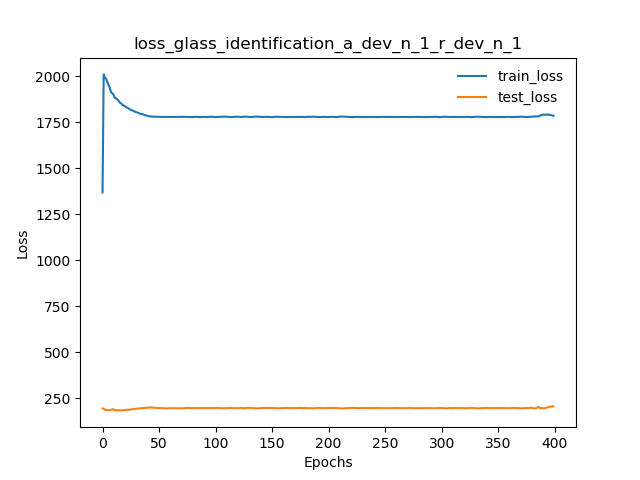 loss_glass_identification_a_dev_n_1_r_dev_n_1
train_loss
test_loss
2000
1750
1500
1250
1000
750
500
250
Loss
0 50 100 150 200 250 300 350 400
Epochs